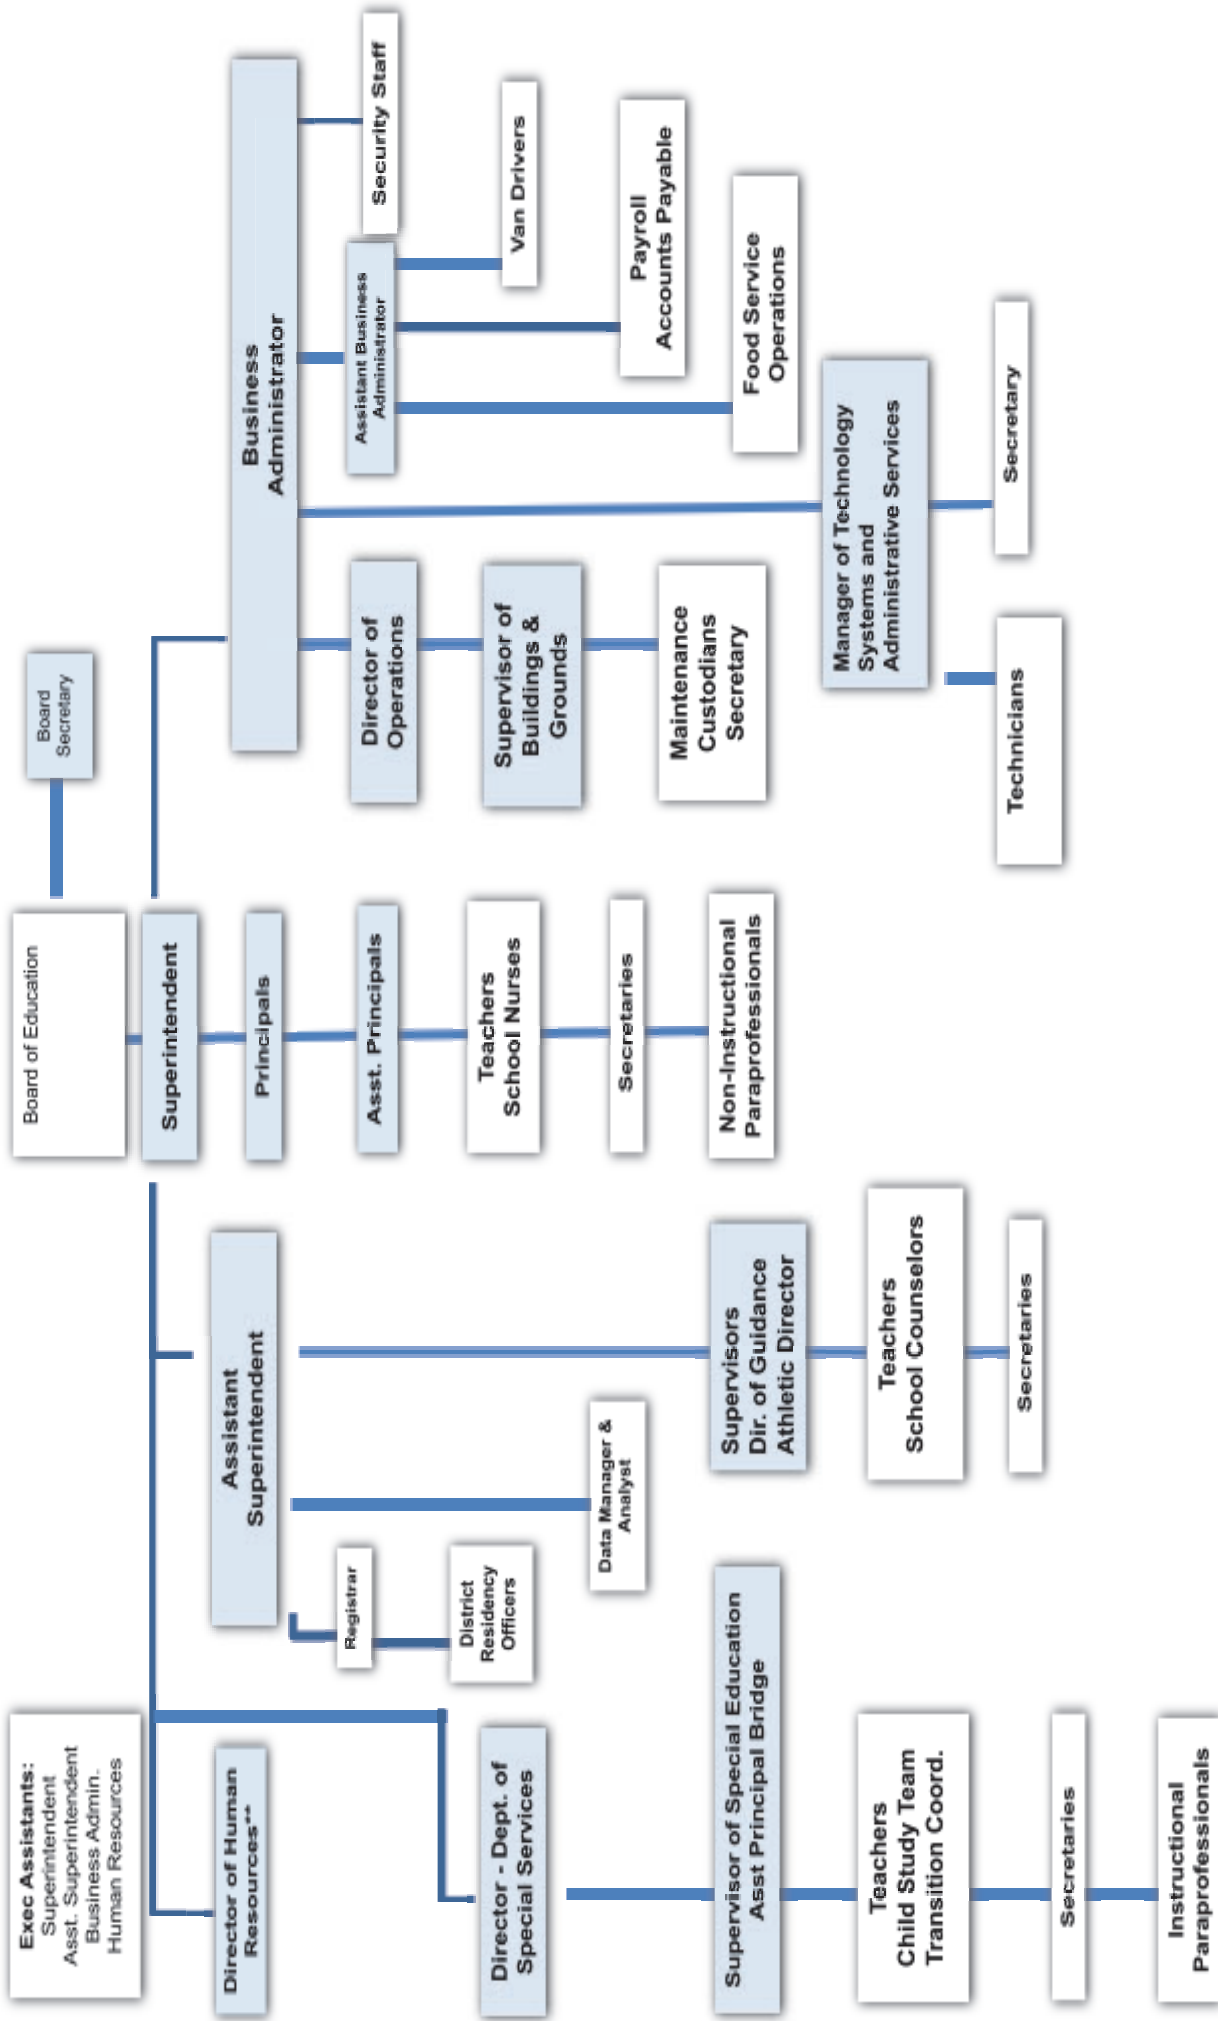 Exec Assistants:
Superintendent
Asst. Superintendent
Business Admin.
Human Resources
Board of Education
Board
Secretary
Superintendent
Director of Human
Resources**
Assistant
Superintendent
Principals
Business
Administrator
Registrar
District
Residency
Officers
Data Manager &
Analyst
Asst. Principals
Director of
Operations
Assistant Business
Administrator
Security Staff
Director - Dept. of
Special Services
Teachers
School Nurses
Supervisor of
Buildings &
Grounds
Van Drivers
Secretaries
Maintenance
Custodians
Secretary
Payroll
Accounts Payable
Supervisor of Special Education
Asst Principal Bridge
Supervisors
Dir. of Guidance
Athletic Director
Non-Instructional
Paraprofessionals
Food Service
Operations
Teachers
Child Study Team
Transition Coord.
Teachers
School Counselors
Manager of Technology
Systems and
Administrative Services
Secretaries
Secretaries
Technicians
Secretary
Instructional
Paraprofessionals